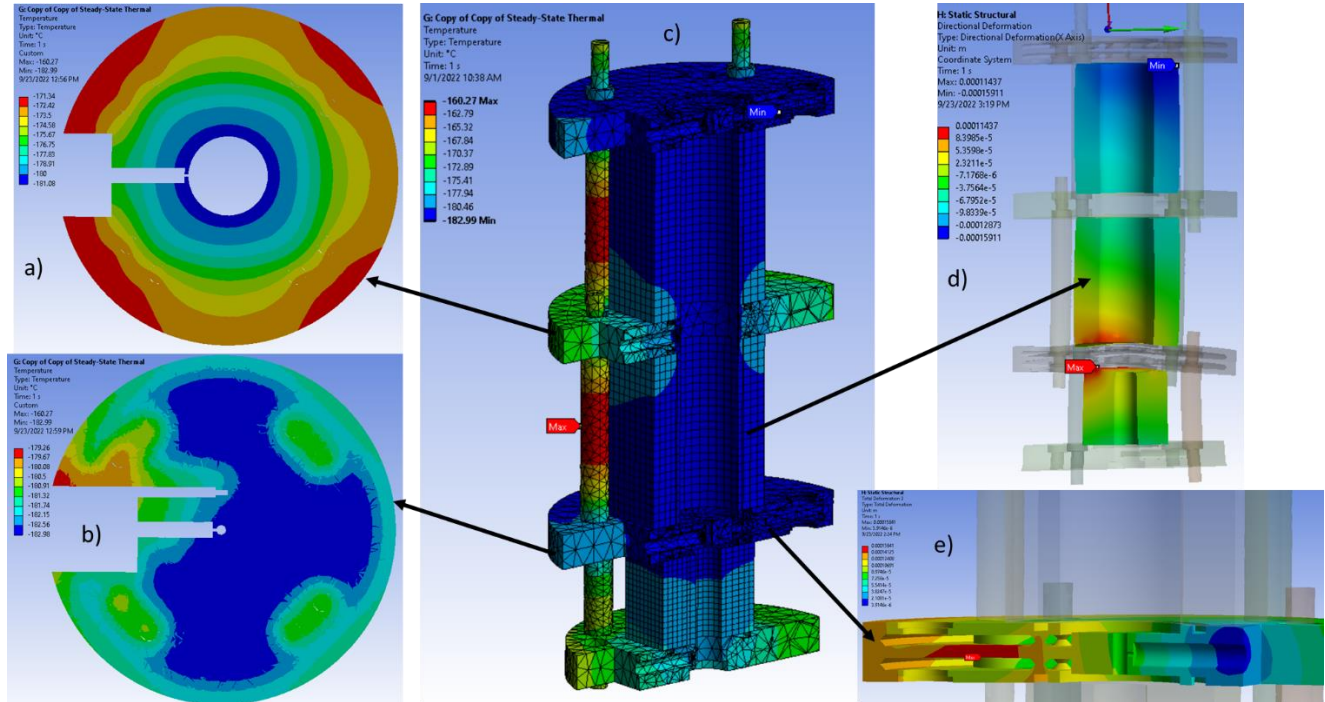 G: Copy of Copy of Steady-State Thermal
Temperature
Type: Temperature
Unit: °C
Time: 1 s
Custom
Max: -160.27
Min: -182.99
9/23/2022 12:56 PM
-171.34
-172.42
-173.5
-174.58
-175.67
-176.75
-177.83
-178.91
-180
-181.08
a)
G: Copy of Copy of Steady-State Thermal
Temperature
Type: Temperature
Unit: °C
Time: 1 s
Custom
Max: -160.27
Min: -182.99
9/23/2022 12:59 PM
-179.26
-179.67
-180.08
-180.5
-180.91
-181.32
-181.74
-182.15
-182.56
-182.98
b)
G: Copy of Copy of Steady-State Thermal
Temperature
Type: Temperature
Unit: °C
Time: 1 s
9/1/2022 10:38 AM
-160.27 Max
-162.79
-165.32
-167.84
-170.37
-172.89
-175.41
-177.94
-180.46
-182.99 Min
c)
Min
Max
H: Static Structural
Directional Deformation
Type: Directional Deformation(X Axis)
Unit: m
Coordinate System
Time: 1 s
Max: 0.00011437
Min: -0.00015911
9/23/2022 3:19 PM
0.00011437
8.3985e-5
5.3598e-5
2.3211e-5
-7.1768e-6
-3.7564e-5
-6.7952e-5
-9.8339e-5
-0.00012873
-0.00015911
Min
d)
Max
H: Static Structural
Total Deformation 2
Type: Total Deformation
Unit: m
Time: 1 s
e)